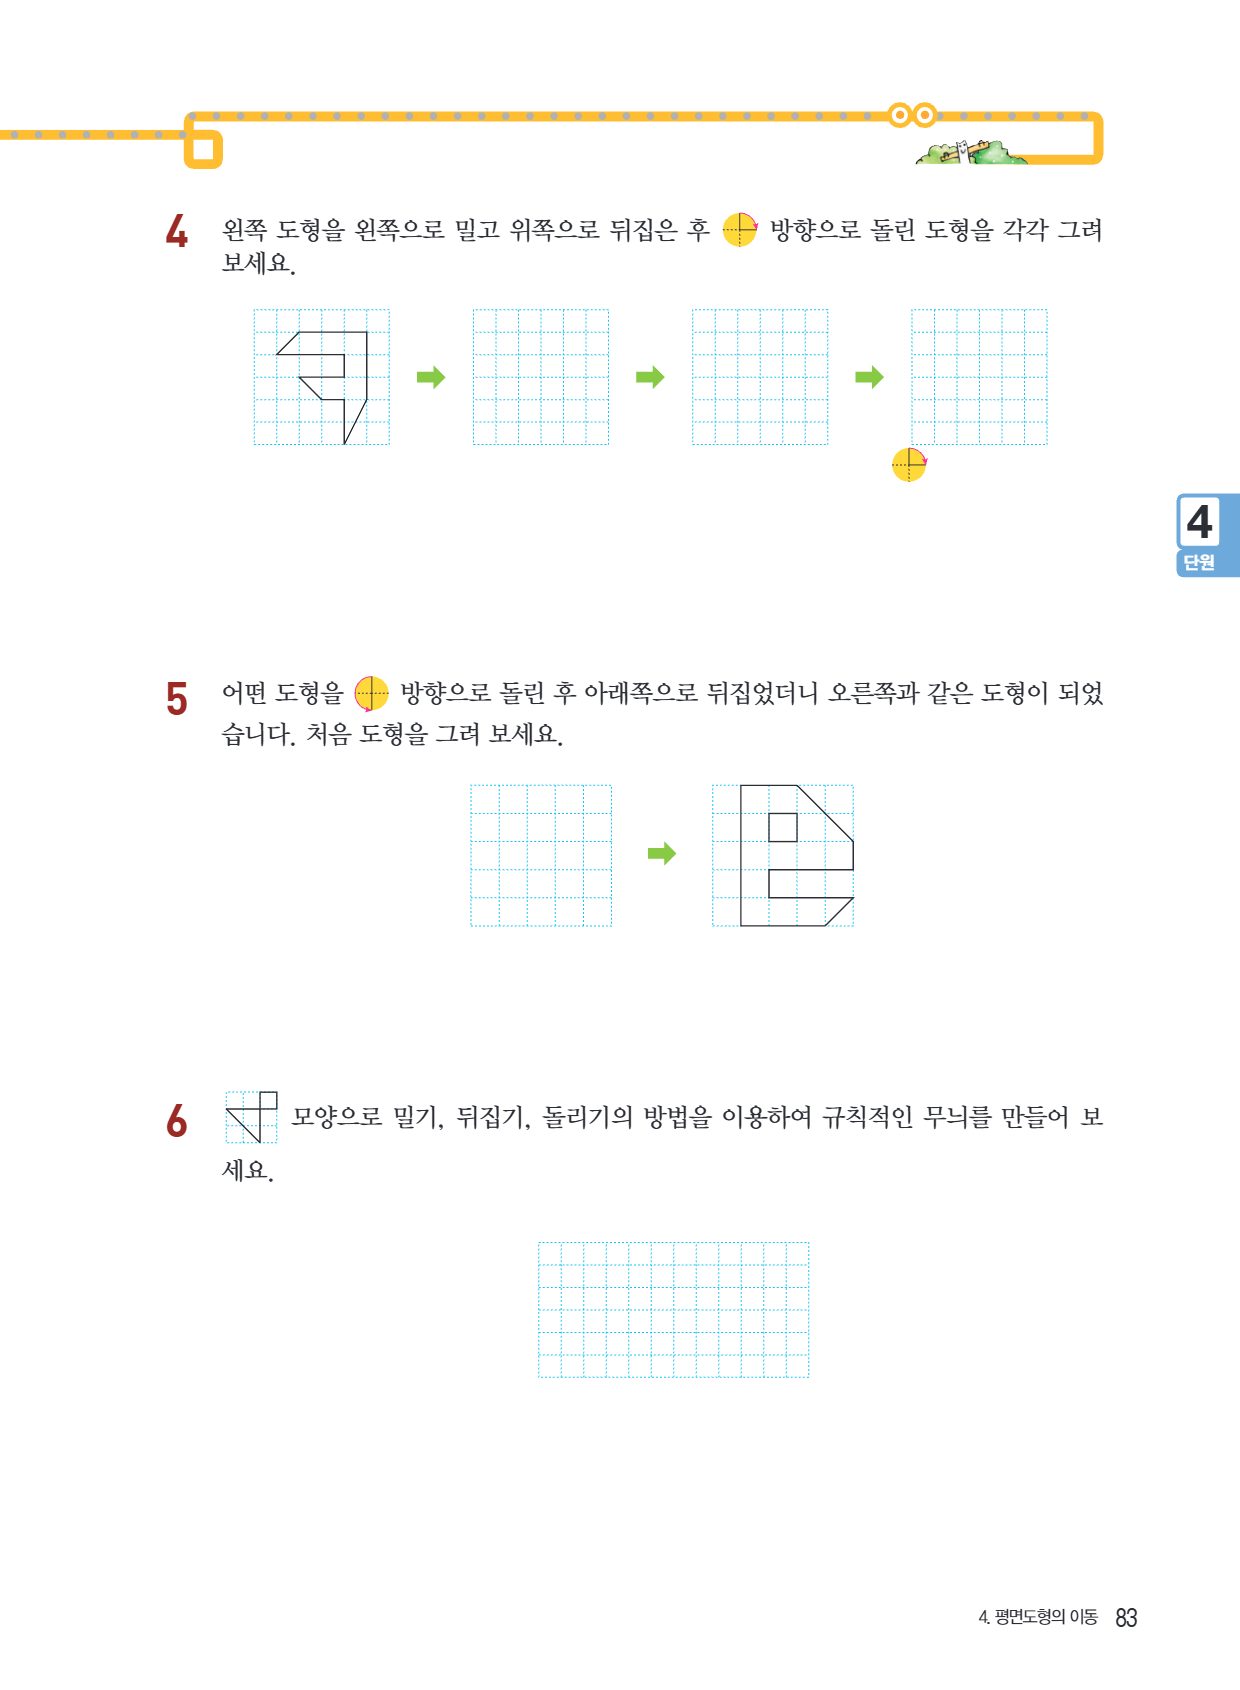 4 왼쪽 도형을 왼쪽으로 밀고 위쪽으로 뒤집은 후 방향으로 돌린 도형을 각각 그려
보세요.
4
단원
5 어떤 도형을 방향으로 돌린 후 아래쪽으로 뒤집었더니 오른쪽과 같은 도형이 되었
습니다. 처음 도형을 그려 보세요.
6 모양으로 밀기, 뒤집기, 돌리기의 방법을 이용하여 규칙적인 무늬를 만들어 보
세요.
4. 평면도형의 이동 83